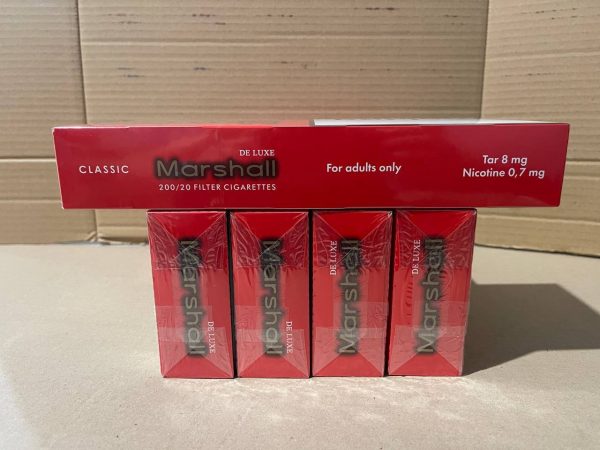 CLASSIC
DE LUXE
Marshall
200/20 FILTER CIGARETTES
For adults only
Tar 8 mg
Nicotine 0,7 mg
Marshall
DE LUXE
Marshall
DE LUXE
DE LUXE
Marshall
DE LUXE
Marshall